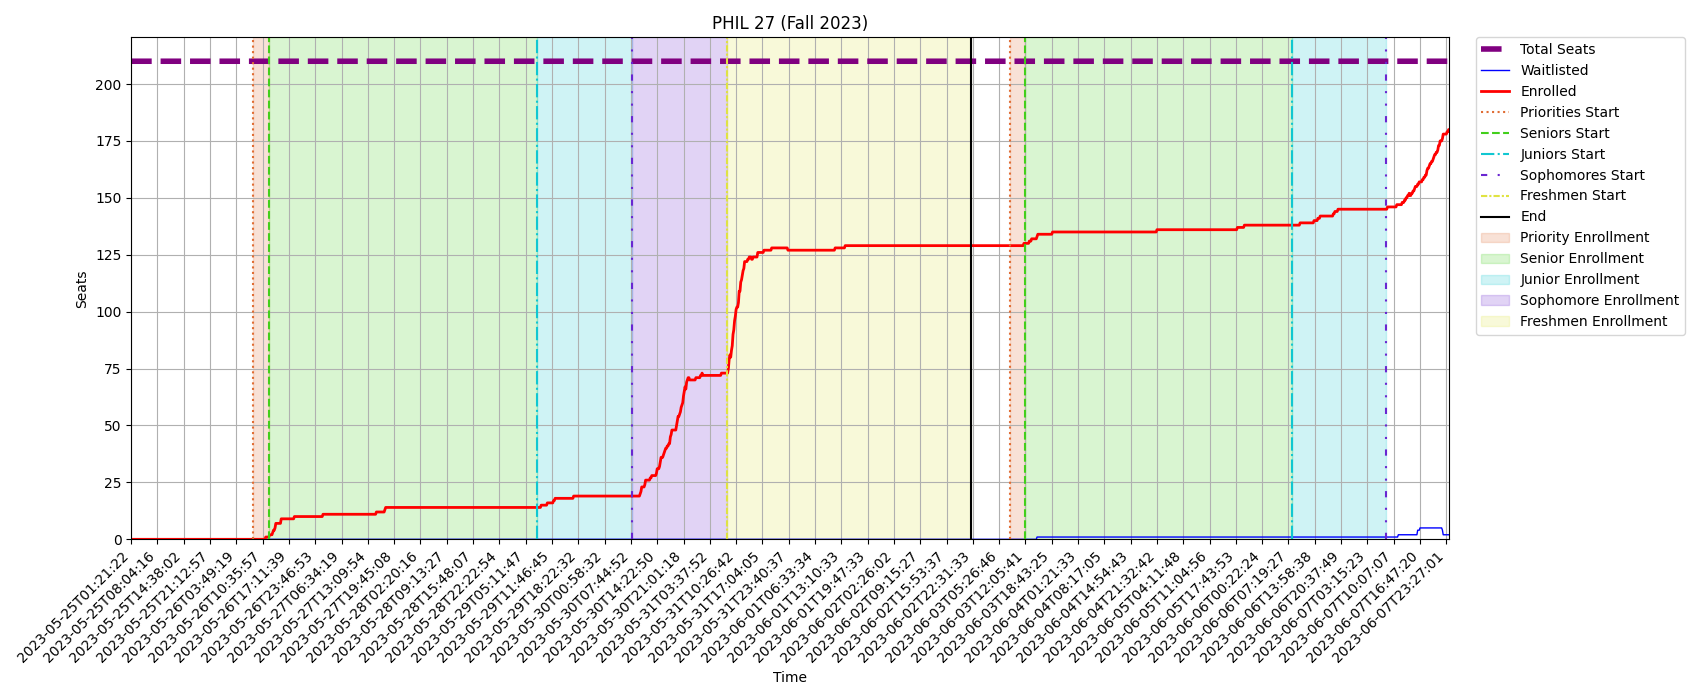 PHIL 27 (Fall 2023)
Seats
200
175
150
125
100
75
50
25
0
2023-05-25T01:21:22
2023-05-25T08:04:16
2023-05-25T14:38:02
2023-05-25T21:12:57
2023-05-26T03:49:19
2023-05-26T10:35:57
2023-05-26T17:11:39
2023-05-26T23:46:53
2023-05-27T06:34:19
2023-05-27T13:09:54
2023-05-27T19:45:08
2023-05-28T02:20:16
2023-05-28T09:13:27
2023-05-28T15:48:07
2023-05-28T22:22:54
2023-05-29T05:11:47
2023-05-29T11:46:45
2023-05-29T18:22:32
2023-05-30T00:58:32
2023-05-30T07:44:52
2023-05-30T14:22:50
2023-05-30T21:01:18
2023-05-31T03:37:52
2023-05-31T10:26:42
2023-05-31T17:04:05
2023-05-31T23:40:37
2023-06-01T06:33:34
2023-06-01T13:10:33
2023-06-01T19:47:33
2023-06-02T02:26:02
2023-06-02T09:15:27
2023-06-02T15:53:37
2023-06-02T22:31:33
2023-06-03T05:26:46
2023-06-03T12:05:41
2023-06-03T18:43:25
2023-06-04T01:21:33
2023-06-04T08:17:05
2023-06-04T14:54:43
2023-06-04T21:32:42
2023-06-05T04:11:48
2023-06-05T11:04:56
2023-06-05T17:43:53
2023-06-06T00:22:24
2023-06-06T07:19:27
2023-06-06T13:58:38
2023-06-06T20:37:49
2023-06-07T03:15:23
2023-06-07T10:07:07
2023-06-07T16:47:20
2023-06-07T23:27:01
Time
Total Seats
Waitlisted
Enrolled
Priorities Start
Seniors Start
Juniors Start
Sophomores Start
Freshmen Start
End
Priority Enrollment
Senior Enrollment
Junior Enrollment
Sophomore Enrollment
Freshmen Enrollment